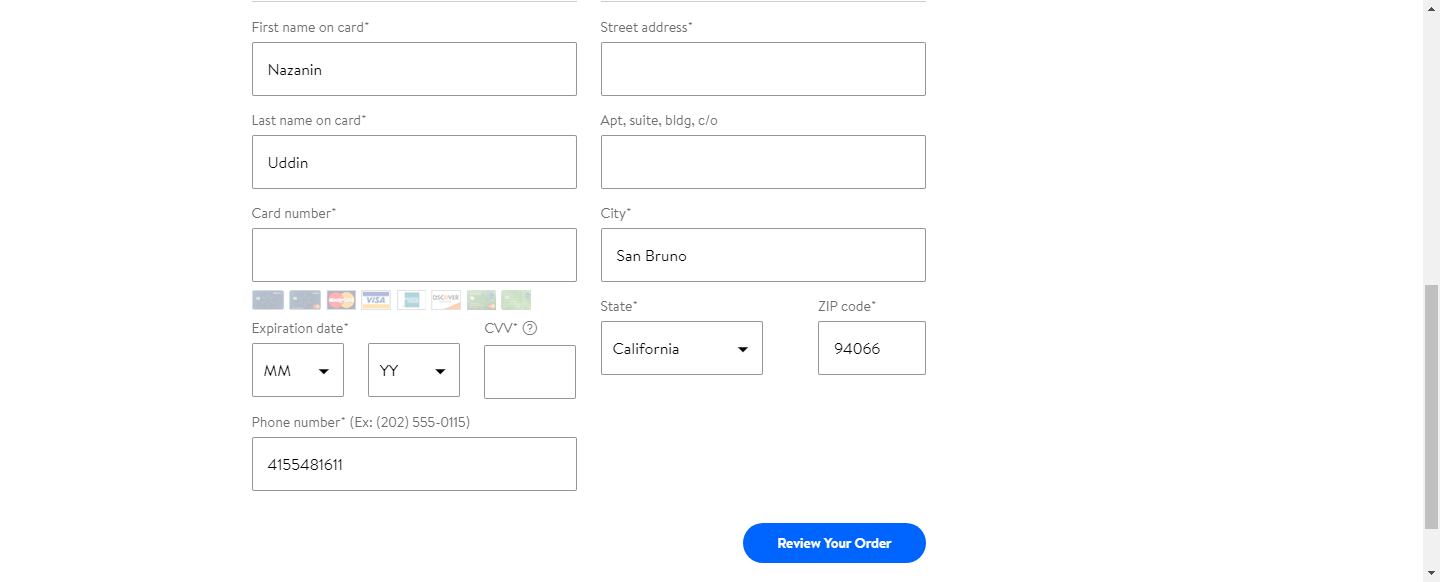 First name on card*
Nazanin
Last name on card*
Uddin
Card number*
VISA
DISCOVER
Expiration date*
CVV* ?
MM
YY
Phone number* (Ex: (202) 555-0115)
4155481611
Street address*
Apt, suite, bldg, c/o
City*
San Bruno
State*
ZIP code*
California
94066
Review Your Order